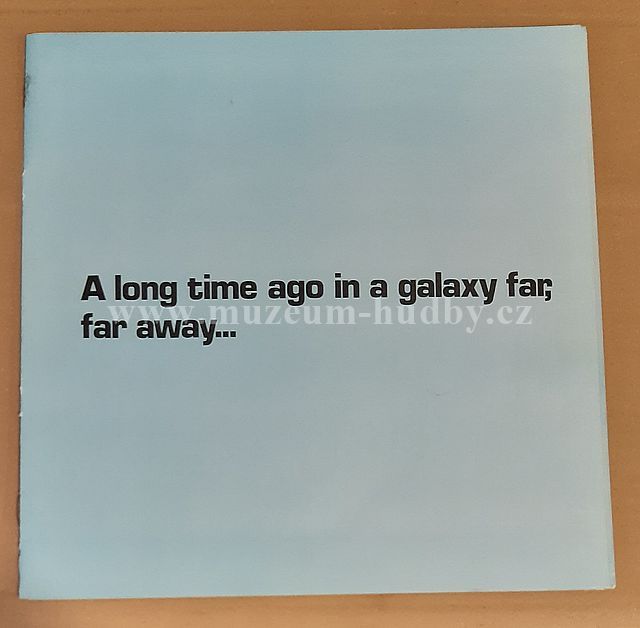 A long time ago in a galaxy far,
www.muzeum-hudby.cz
far away...